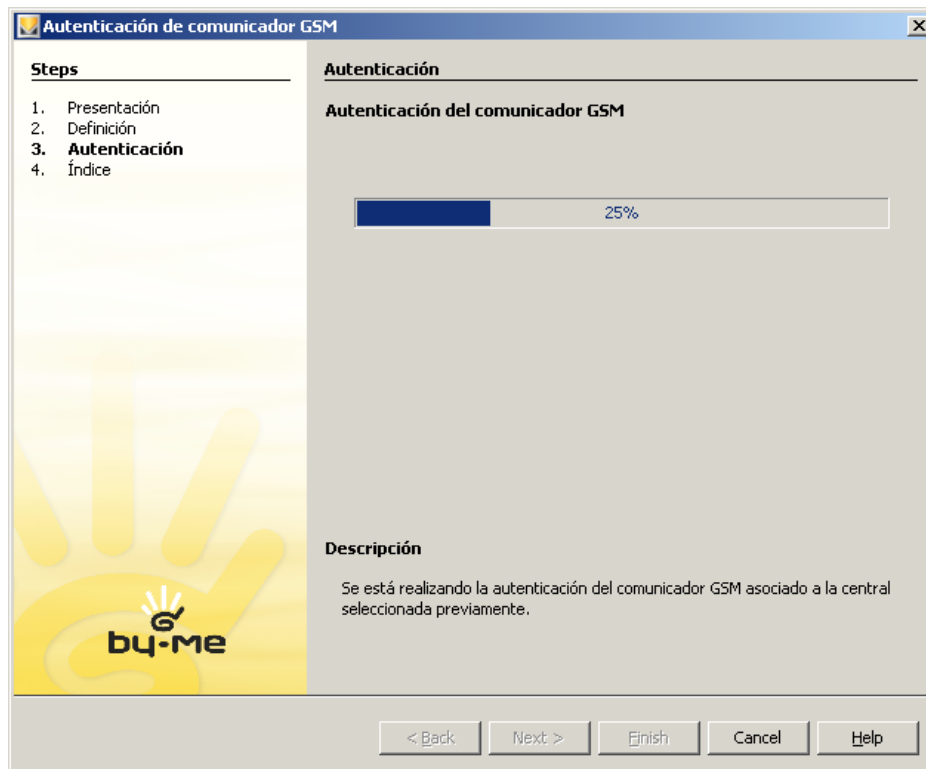 Autenticación de comunicador GSM
Steps
1. Presentación
2. Definición
3. Autenticación
4. Índice
by-me
Autenticación
Autenticación del comunicador GSM
25%
Descripción
Se está realizando la autenticación del comunicador GSM asociado a la central
seleccionada previamente.
< Back Next > Finish Cancel Help